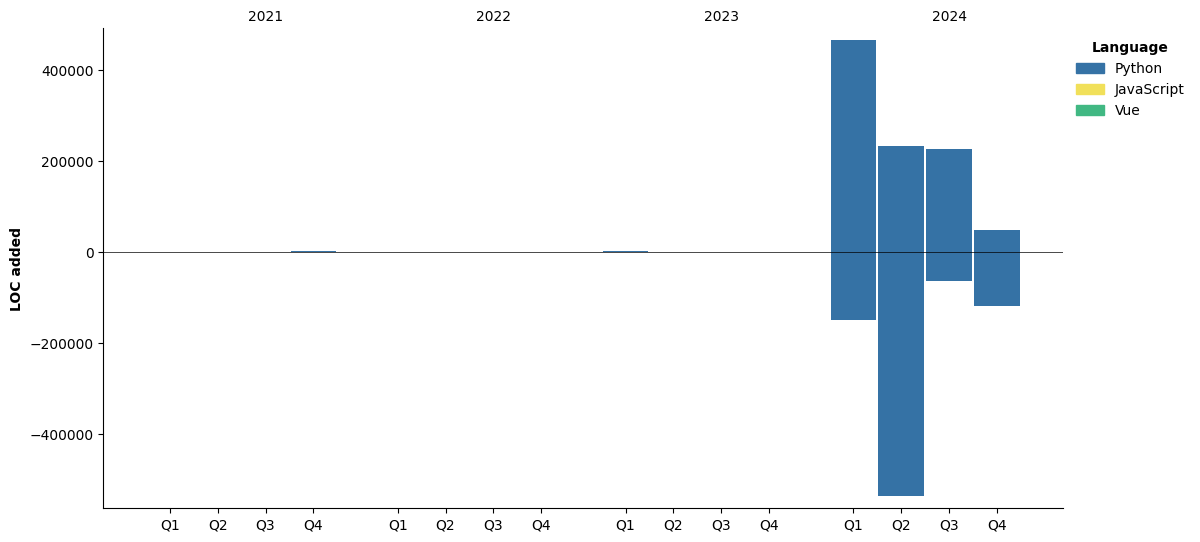 2021 2022 2023 2024
Language
Python
JavaScript
Vue
400000
200000
0
−200000
−400000
LOC added
Q1 Q2 Q3 Q4 Q1 Q2 Q3 Q4 Q1 Q2 Q3 Q4 Q1 Q2 Q3 Q4